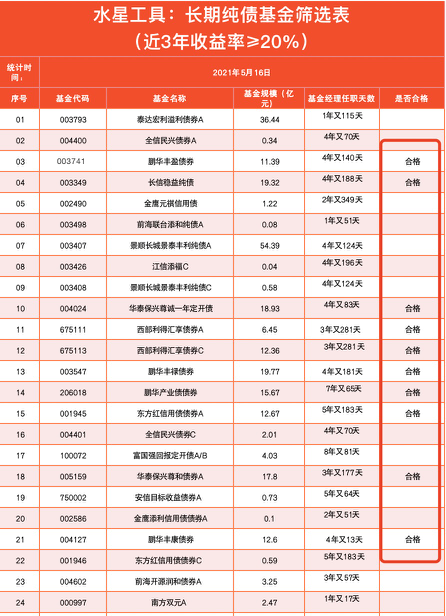 水星工具：长期纯债基金筛选表
（近3年收益率≥20%）
统计时间： 2021年5月16日
序号 基金代码 基金名称 基金规模（亿元） 基金经理任职天数 是否合格
01 003793 泰达宏利溢利债券A 36.44 1年又115天
02 004400 全信民兴债券A 0.34 4年又70天
03 003741 鹏华丰盈债券 11.39 4年又140天 合格
04 003349 长信稳益纯债 19.32 4年又188天 合格
05 002490 金鹰元祺信用债 1.22 2年又349天
06 003498 前海联台添和纯债A 0.08 1年又51天
07 003407 景顺长城景泰丰利纯债A 54.39 4年又124天
08 003426 江信添福C 0.04 4年又196天
09 003408 景顺长城景泰丰利纯债C 0.58 4年又124天
10 004024 华泰保兴尊诚一年定开债 18.93 4年又83天 合格
11 675111 西部利得汇享债券A 6.45 3年又281天 合格
12 675113 西部利得汇享债券C 12.36 3年又281天 合格
13 003547 鹏华丰禄债券 19.77 4年又181天 合格
14 206018 鹏华产业债债券 15.67 7年又65天 合格
15 001945 东方红信用债债券A 12.67 5年又183天 合格
16 004401 全信民兴债券C 2.01 4年又70天
17 100072 富国强回报定开债A/B 4.03 8年又81天
18 005159 华泰保兴尊和债券A 17.8 3年又177天 合格
19 750002 安信目标收益债券A 0.73 5年又64天
20 002586 金鹰添利信用债债券A 0.1 2年又51天
21 004127 鹏华丰康债券 12.6 4年又13天 合格
22 001946 东方红信用债债券C 0.59 5年又183天
23 004602 前海开源润和债券A 3.25 3年又57天
24 000997 南方双元A 2.47 1年又17天